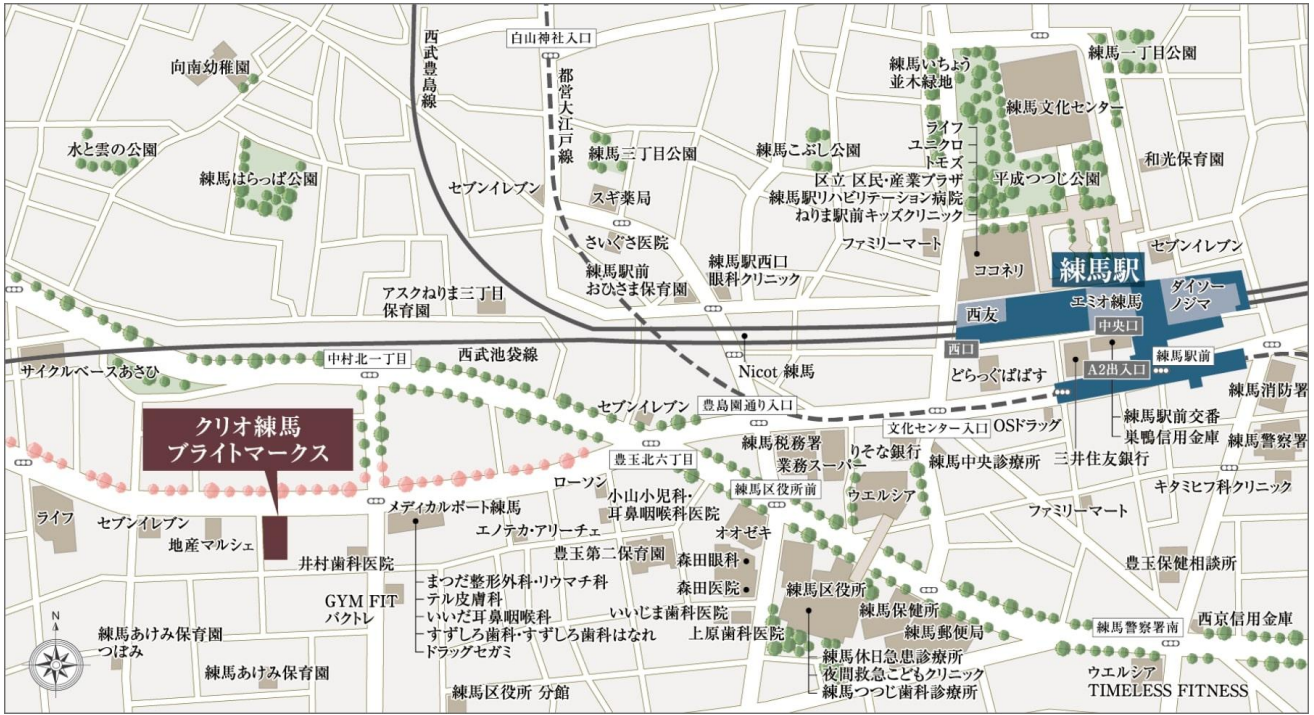 西武豊島線
白山神社入口
都営大江戸線
向南幼稚園
水と雲の公園
練馬はらっぱ公園
セブンイレブン
練馬三丁目公園
スギ薬局
さいぐさ医院
練馬駅前
おひさま保育園
練馬駅西口
眼科クリニック
練馬こぶし公園
練馬いちょう
並木緑地
練馬一丁目公園
練馬文化センター
ライフ
ユニクロ
トモズ
区立 区民・産業プラザ
練馬駅リハビリテーション病院
ねりま駅前キッズクリニック
平成つつじ公園
和光保育園
ファミリーマート
ココネリ
セブンイレブン
練馬駅
ダイソー
ノジマ
エミオ練馬
西友
中央口
西口
練馬駅前
A2出入口
アスクねりま三丁目
保育園
サイクルベースあさひ
中村北一丁目
西武池袋線
Nicot 練馬
どらっぐぱぱす
練馬消防署
クリオ練馬
ブライトマークス
セブンイレブン
豊島園通り入口
文化センター入口
OSドラッグ
練馬駅前交番
巣鴨信用金庫
三井住友銀行
練馬警察署
豊玉北六丁目
練馬税務署
業務スーパー
りそな銀行
練馬中央診療所
キタミヒフ科クリニック
ローソン
練馬区役所前
ウエルシア
ファミリーマート
ライフ
セブンイレブン
地産マルシェ
メディカルポート練馬
エノテカ・アリーチェ
小山小児科・
耳鼻咽喉科医院
オオゼキ
井村歯科医院
豊玉第二保育園
森田眼科
森田医院
練馬区役所
豊玉保健相談所
GYM FIT
バクトレ
まつだ整形外科・リウマチ科
テル皮膚科
いいだ耳鼻咽喉科
すずしろ歯科・すずしろ歯科はなれ
ドラッグセガミ
いいじま歯科医院
上原歯科医院
練馬保健所
練馬郵便局
練馬警察署南
西京信用金庫
N
練馬あけみ保育園
つぼみ
練馬あけみ保育園
練馬区役所 分館
練馬休日急患診療所
夜間救急こどもクリニック
練馬つつじ歯科診療所
ウエルシア
TIMELESS FITNESS